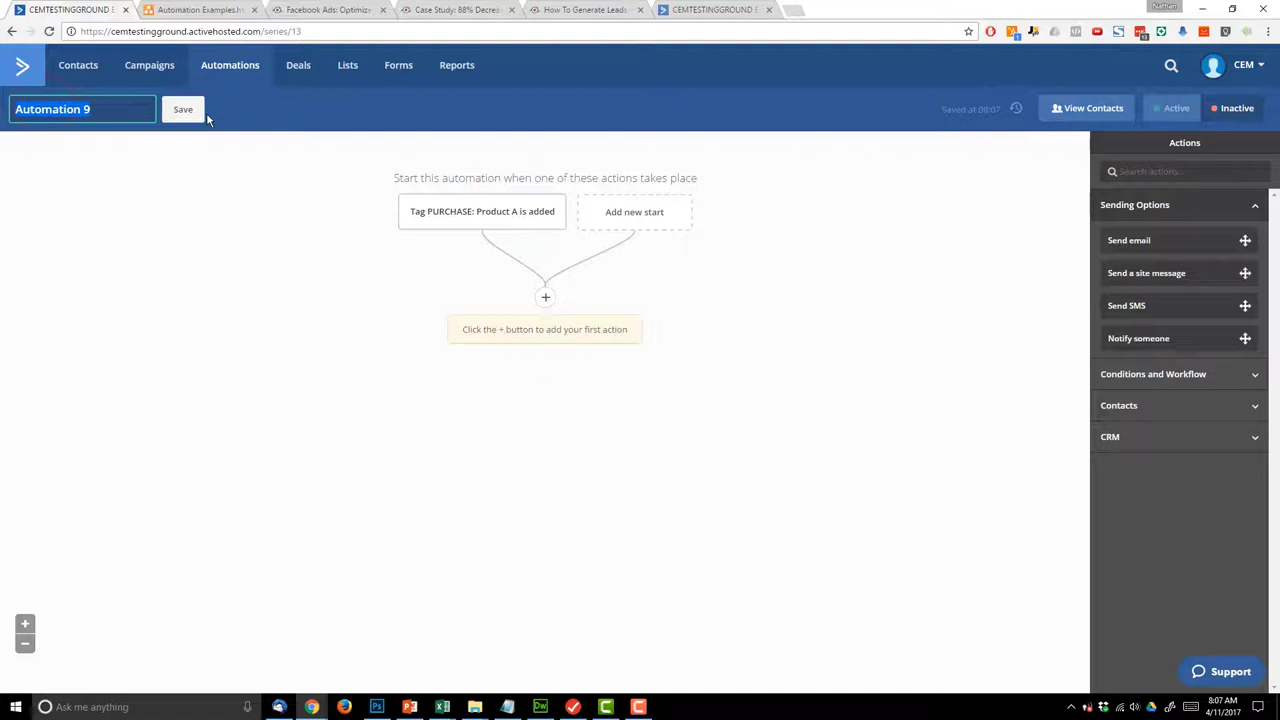 CEMTESTINGGROUND E
Automation Examples.ht
Facebook Ads: Optimize
Case Study: 88% Decrea
How To Generate Leads
CEMTESTINGGROUND E
Nathan
https://cemtestingground.activehosted.com/series/13
Contacts
Campaigns
Automations
Deals
Lists
Forms
Reports
CEM
Automation 9
Save
Saved at 08:07
View Contacts
Active
Inactive
Start this automation when one of these actions takes place
Tag PURCHASE: Product A is added
Add new start
Click the + button to add your first action
Actions
Search actions...
Sending Options
Send email
Send a site message
Send SMS
Notify someone
Conditions and Workflow
Contacts
CRM
Support
Ask me anything
8:07 AM
4/11/2017